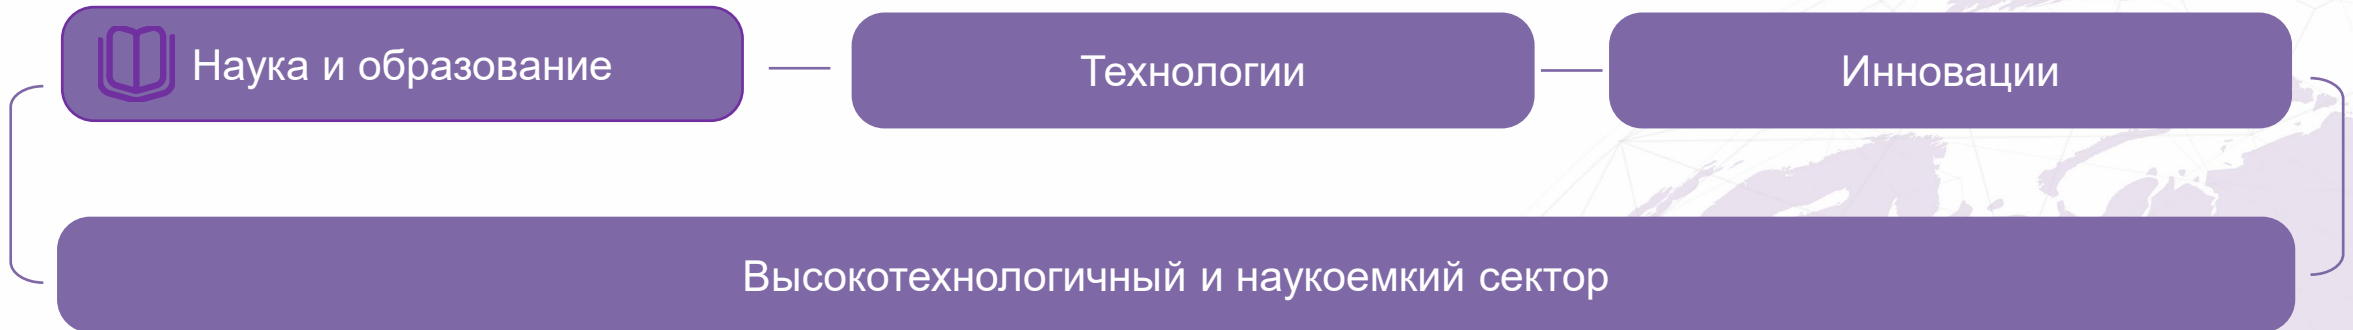 Наука и образование
Технологии
Инновации
Высокотехнологичный и наукоемкий сектор